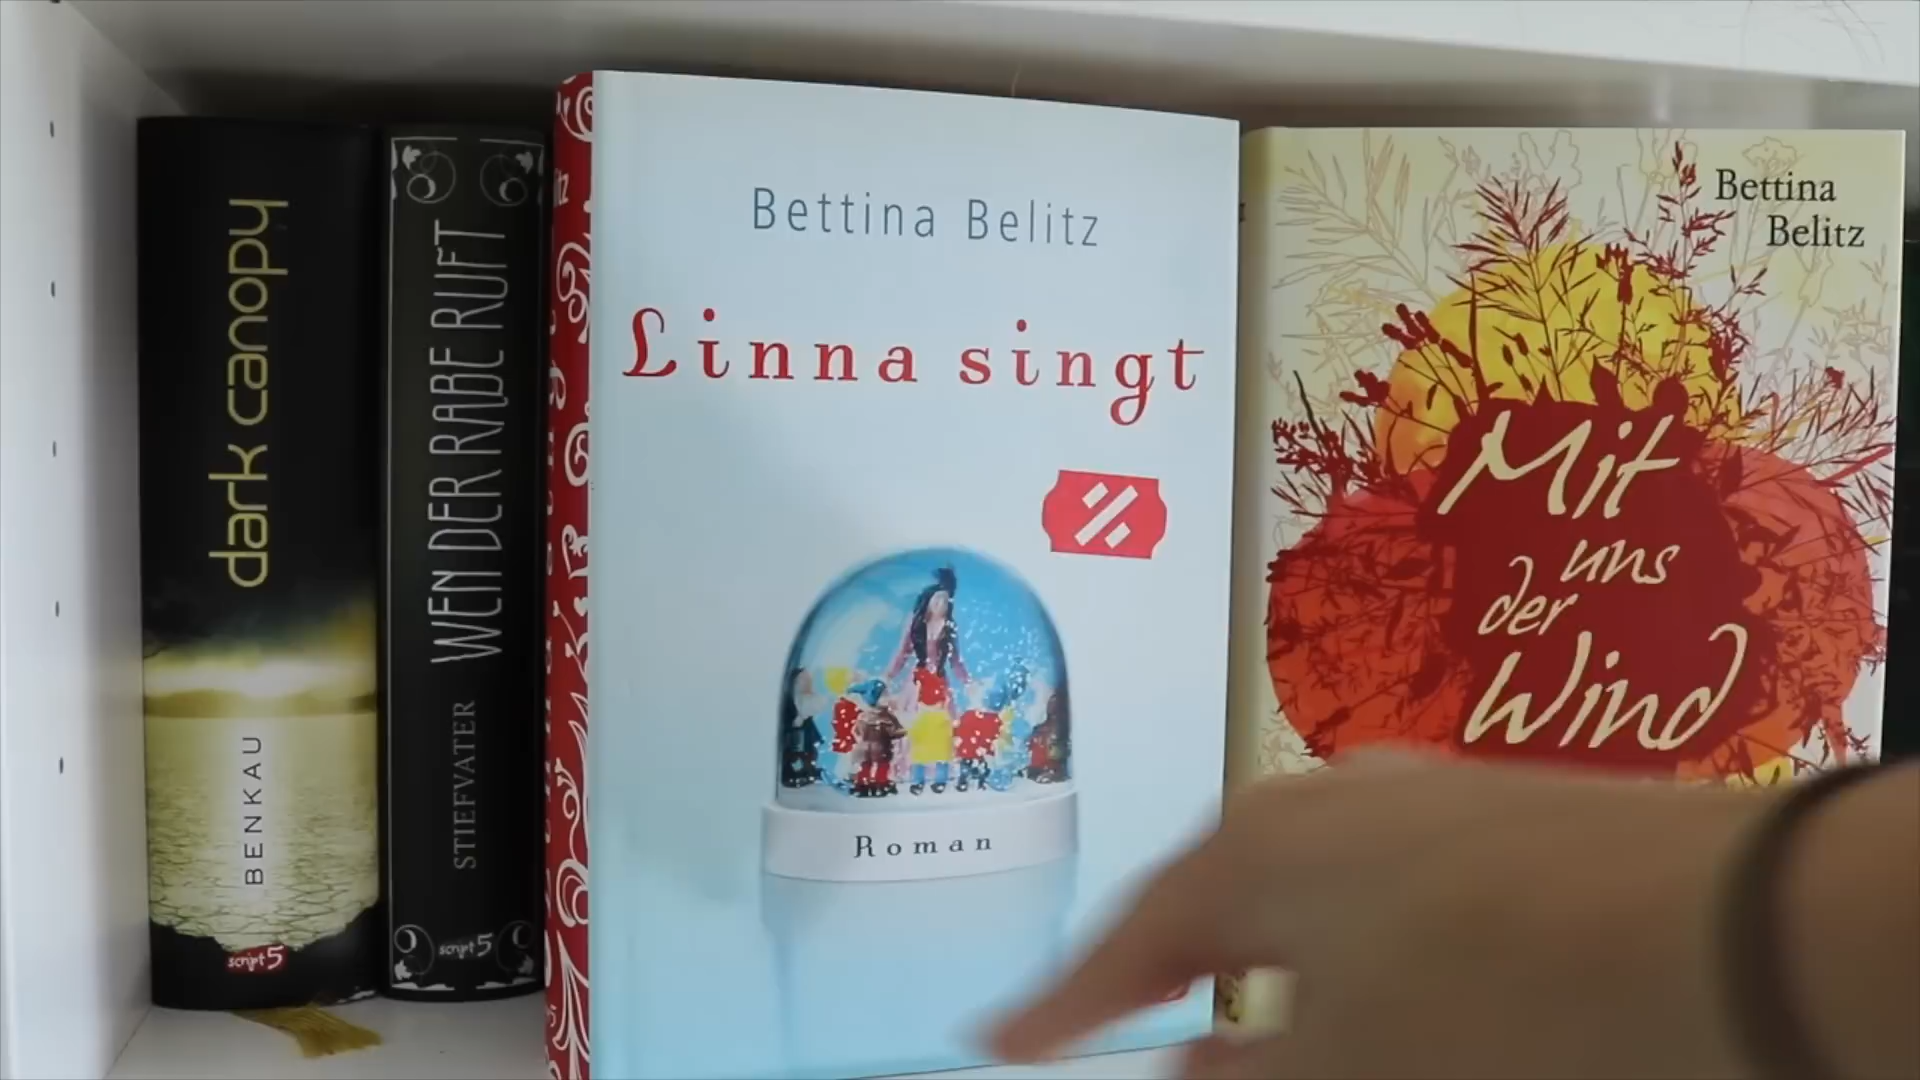 dark canopy
BENKAU
script5
WEN DER RABE RUFT
STIEFVATER
script5
Bettina Belitz
Linna singt
%
Roman
Bettina
Belitz
Mit
uns
der
Wind